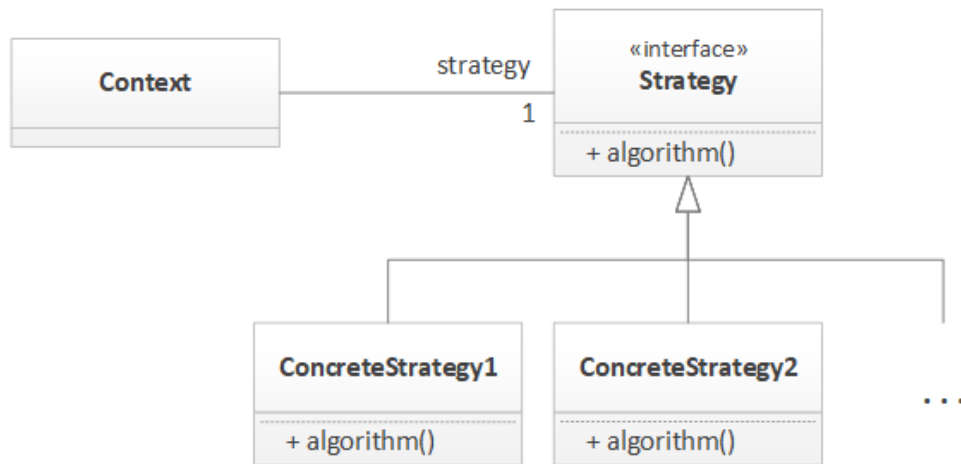 Context
strategy
1
«interface»
Strategy
+ algorithm()
ConcreteStrategy1
+ algorithm()
ConcreteStrategy2
+ algorithm()
...